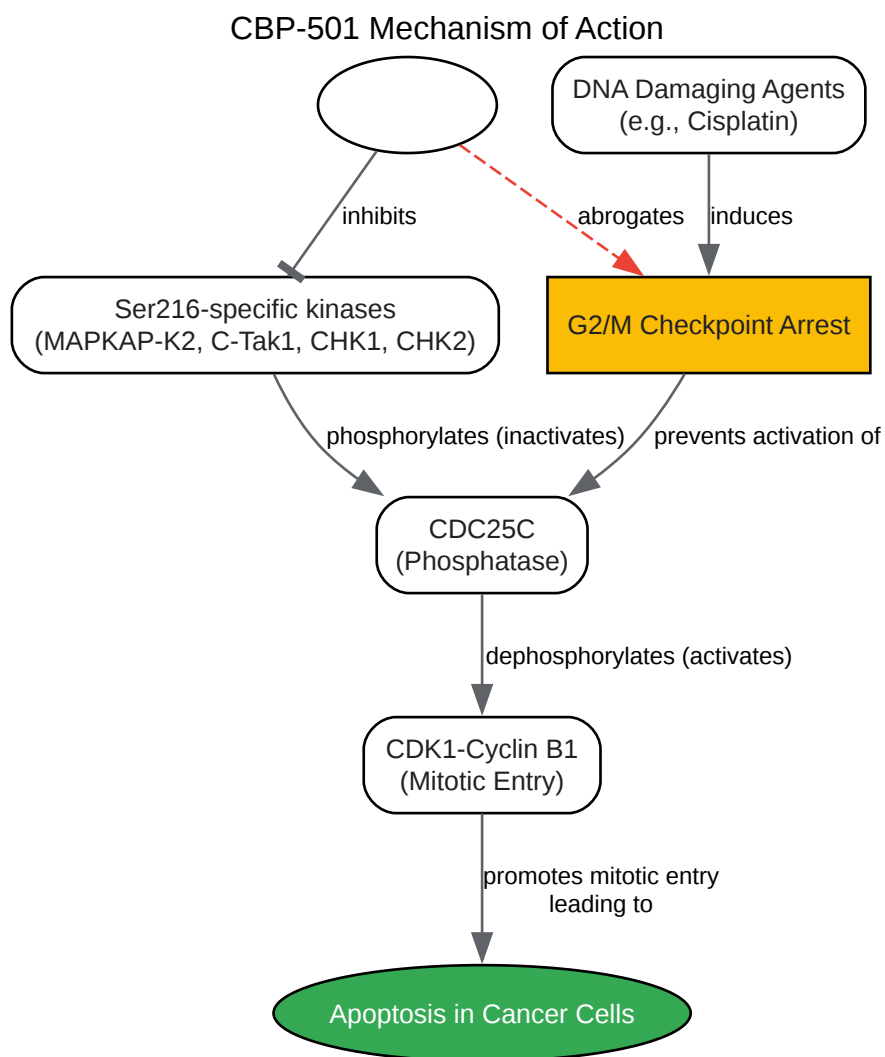 CBP-501 Mechanism of Action
DNA Damaging Agents
(e.g., Cisplatin)
inhibits
abrogates
induces
Ser216-specific kinases
(MAPKAP-K2, C-Tak1, CHK1, CHK2)
G2/M Checkpoint Arrest
phosphorylates (inactivates)
prevents activation of
CDC25C
(Phosphatase)
dephosphorylates (activates)
CDK1-Cyclin B1
(Mitotic Entry)
promotes mitotic entry
leading to
Apoptosis in Cancer Cells